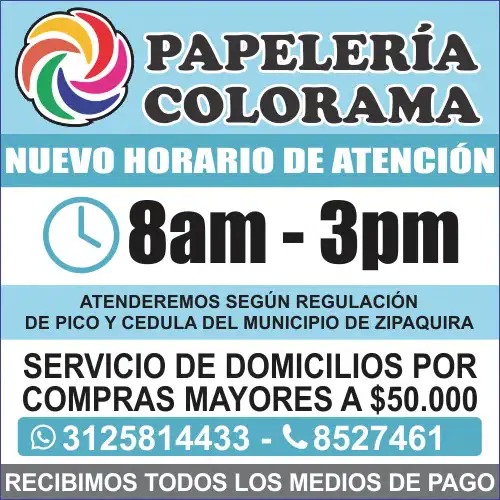 PAPELERÍA
COLORAMA
NUEVO HORARIO DE ATENCIÓN
8am - 3pm
ATENDEREMOS SEGÚN REGULACIÓN
DE PICO Y CEDULA DEL MUNICIPIO DE ZIPAQUIRA
SERVICIO DE DOMICILIOS POR
COMPRAS MAYORES A $50.000
3125814433 - 8527461
RECIBIMOS TODOS LOS MEDIOS DE PAGO